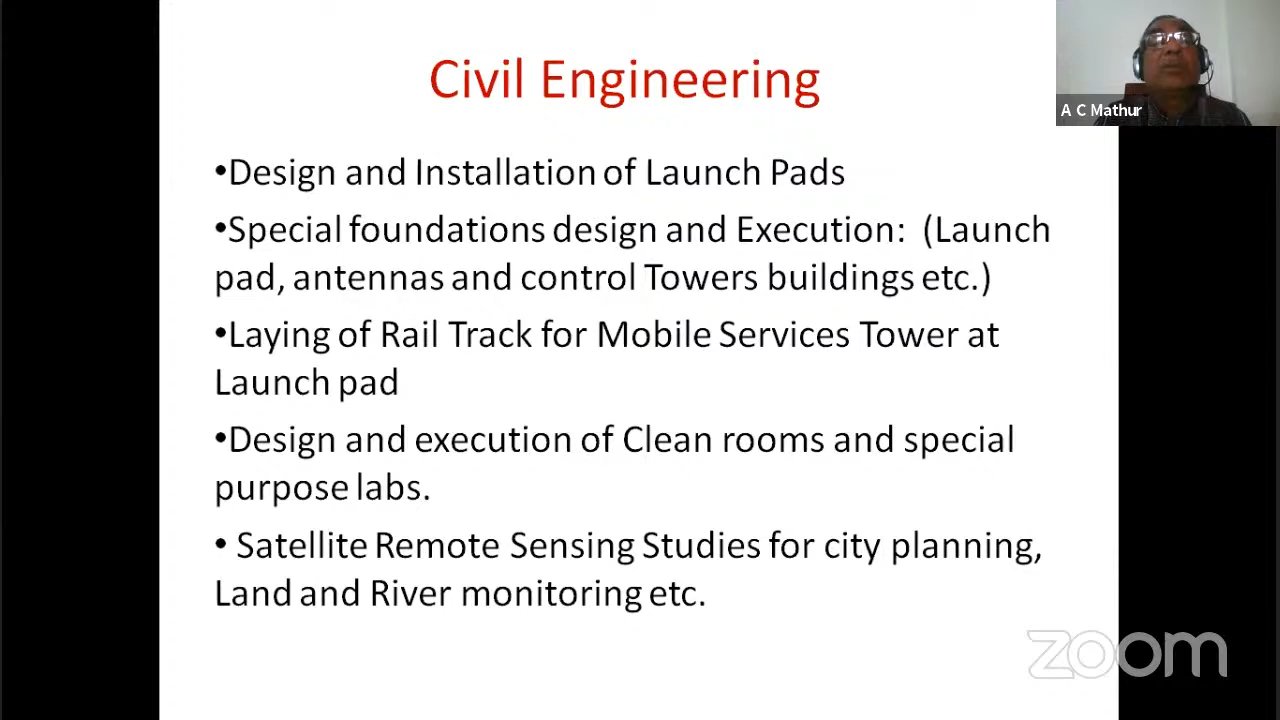 Civil Engineering
A C Mathur
•Design and Installation of Launch Pads
•Special foundations design and Execution: (Launch
pad, antennas and control Towers buildings etc.)
•Laying of Rail Track for Mobile Services Tower at
Launch pad
•Design and execution of Clean rooms and special
purpose labs.
• Satellite Remote Sensing Studies for city planning,
Land and River monitoring etc.
zoom